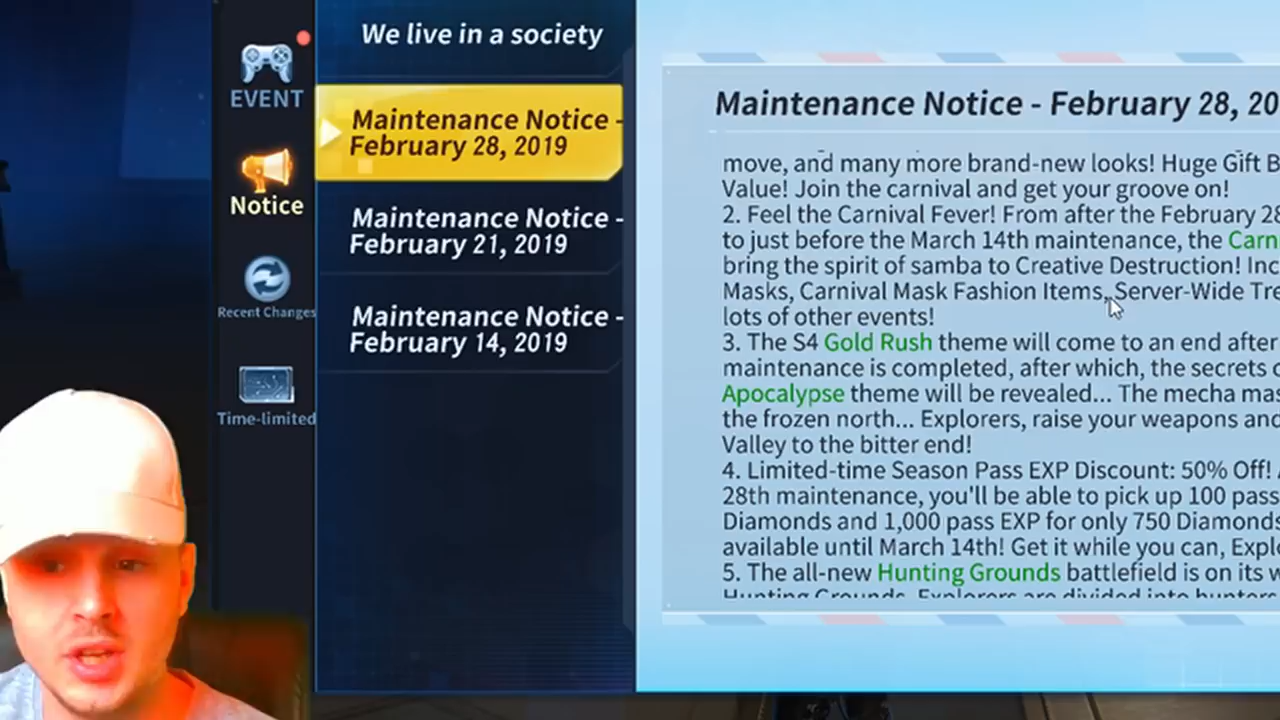 EVENT
Notice
Recent Changes
Time-limited
We live in a society
Maintenance Notice -
February 28, 2019
Maintenance Notice -
February 21, 2019
Maintenance Notice -
February 14, 2019
Maintenance Notice - February 28, 20
move, and many more brand-new looks! Huge Gift B
Value! Join the carnival and get your groove on!
2. Feel the Carnival Fever! From after the February 28
to just before the March 14th maintenance, the Carn
bring the spirit of samba to Creative Destruction! Inc
Masks, Carnival Mask Fashion Items, Server-Wide Tre
lots of other events!
3. The S4 Gold Rush theme will come to an end after
maintenance is completed, after which, the secrets o
Apocalypse theme will be revealed... The mecha mas
the frozen north... Explorers, raise your weapons and
Valley to the bitter end!
4. Limited-time Season Pass EXP Discount: 50% Off! A
28th maintenance, you'll be able to pick up 100 pass
Diamonds and 1,000 pass EXP for only 750 Diamonds
available until March 14th! Get it while you can, Explo
5. The all-new Hunting Grounds battlefield is on its w
Hunting Grounds, Explorers are divided into hunters